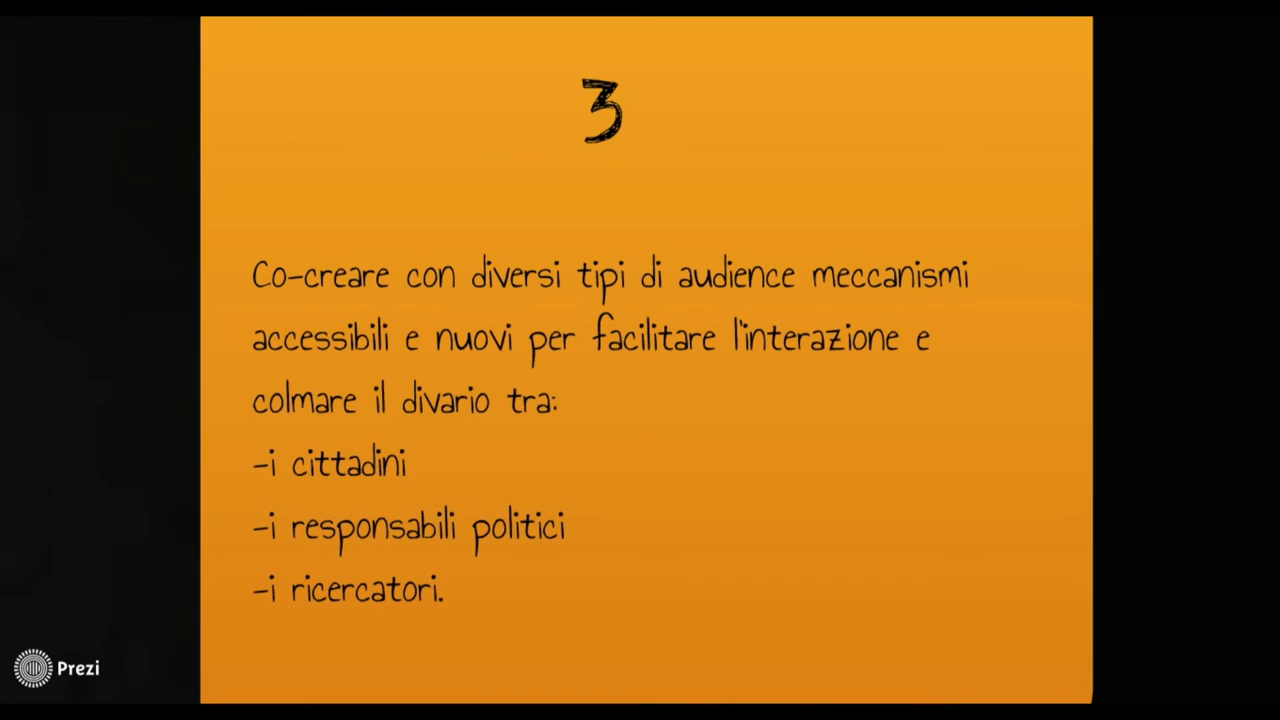 3
Co-creare con diversi tipi di audience meccanismi
accessibili e nuovi per facilitare l'interazione e
colmare il divario tra:
-i cittadini
-i responsabili politici
-i ricercatori.
Prezi